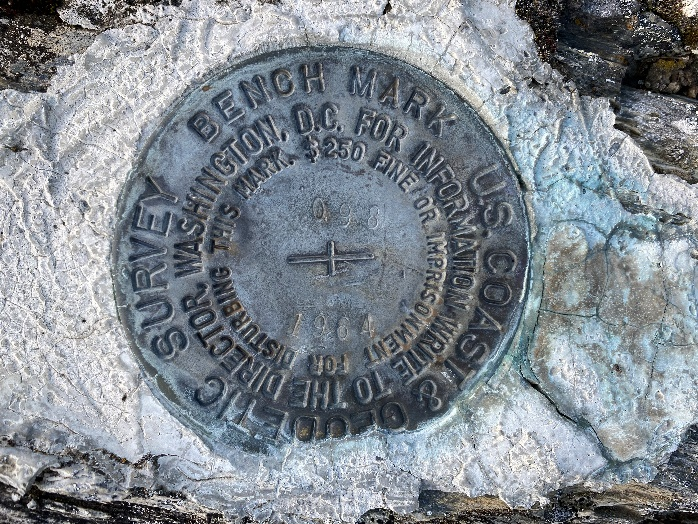 BENCH MARK
U.S. COAST & GEODETIC SURVEY
FOR INFORMATION WRITE TO THE DIRECTOR, WASHINGTON, D.C.
$250 FINE OR IMPRISONMENT FOR DISTURBING THIS MARK.
1964